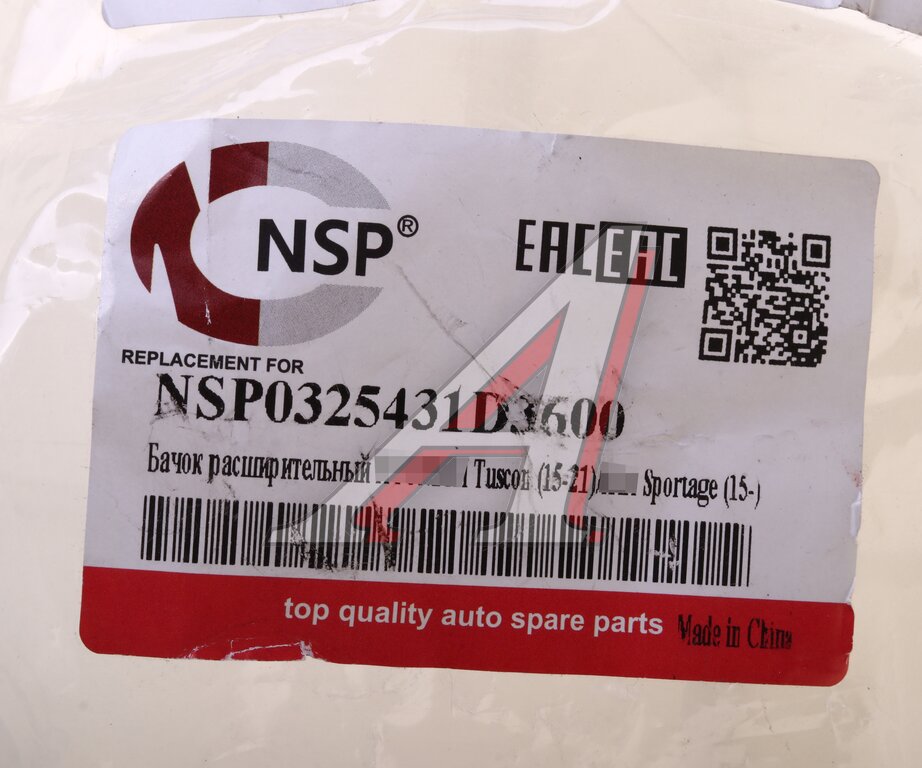 NSP®
EAC EAC
REPLACEMENT FOR
NSP0325431D3600
Бачок расширительный Tuscon (15-21)/ Sportage (15-)
top quality auto spare parts
Made in China